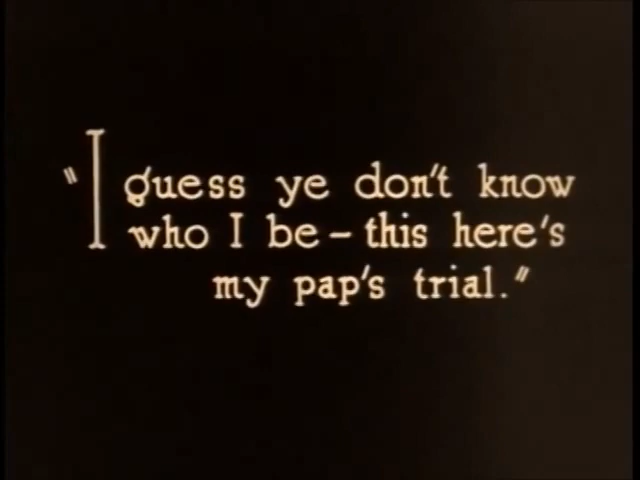 "I guess ye don't know
who I be – this here's
my pap's trial."